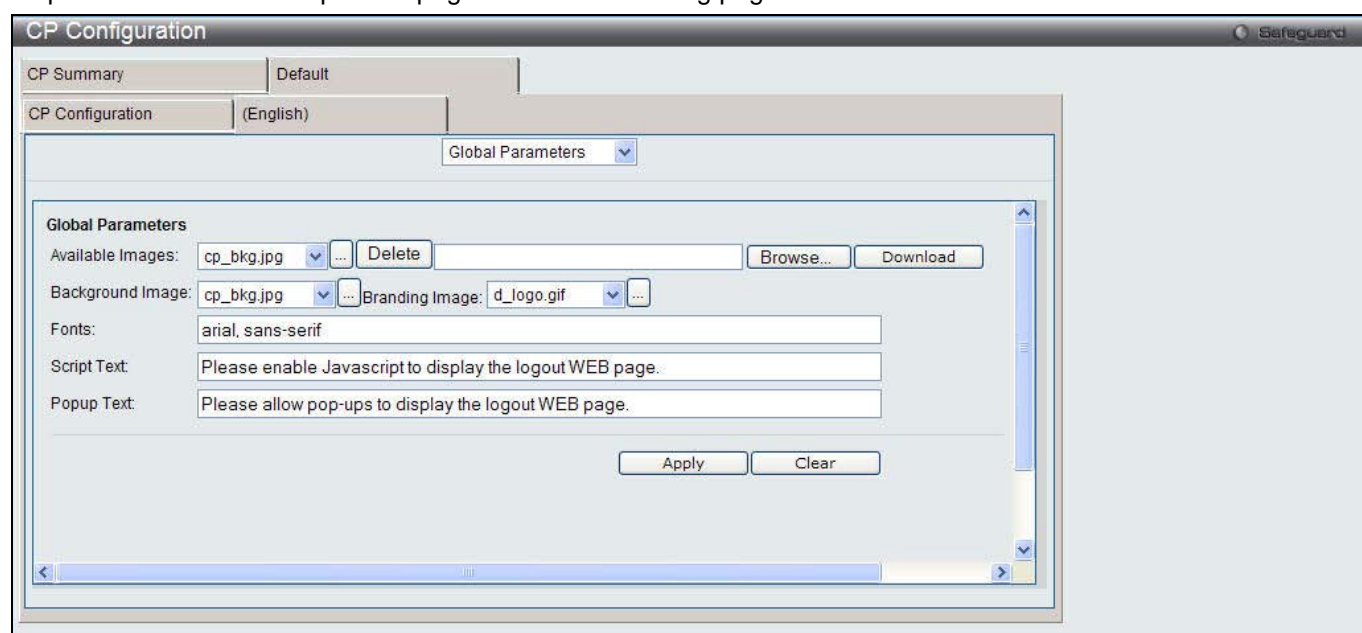 CP Configuration
Safeguard
CP Summary
Default
CP Configuration
(English)
Global Parameters
Global Parameters
Available Images: cp_bkg.jpg ... Delete Browse... Download
Background Image: cp_bkg.jpg ... Branding Image: d_logo.gif ...
Fonts: arial, sans-serif
Script Text: Please enable Javascript to display the logout WEB page.
Popup Text: Please allow pop-ups to display the logout WEB page.
Apply Clear